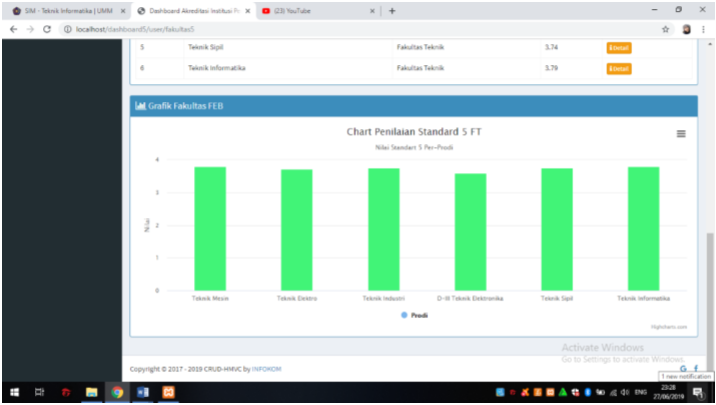 SIM - Teknik Informatika | UMM
Dashboard Akreditasi Institusi Pr
(23) YouTube
localhost/dashboard5/user/fakultas5
5 Teknik Sipil Fakultas Teknik 3.74 Detail
6 Teknik Informatika Fakultas Teknik 3.79 Detail
Grafik Fakultas FEB
Chart Penilaian Standard 5 FT
Nilai Standart 5 Per-Prodi
4
3
2
1
0
Nilai
Teknik Mesin Teknik Elektro Teknik Industri D-III Teknik Elektronika Teknik Sipil Teknik Informatika
Prodi
Highcharts.com
Activate Windows
Go to Settings to activate Windows.
Copyright © 2017 - 2019 CRUD-HMVC by INFOKOM
1 new notification
ENG
23:28
27/06/2019